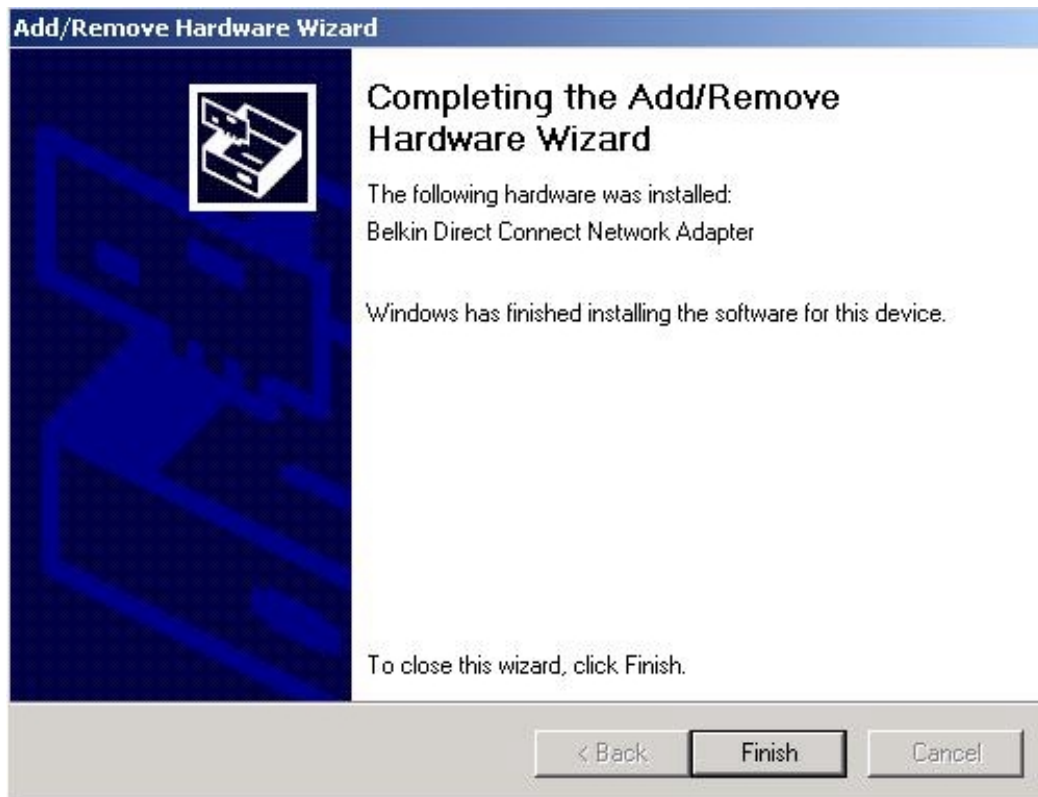 Add/Remove Hardware Wizard
Completing the Add/Remove
Hardware Wizard
The following hardware was installed:
Belkin Direct Connect Network Adapter
Windows has finished installing the software for this device.
To close this wizard, click Finish.
< Back
Finish
Cancel